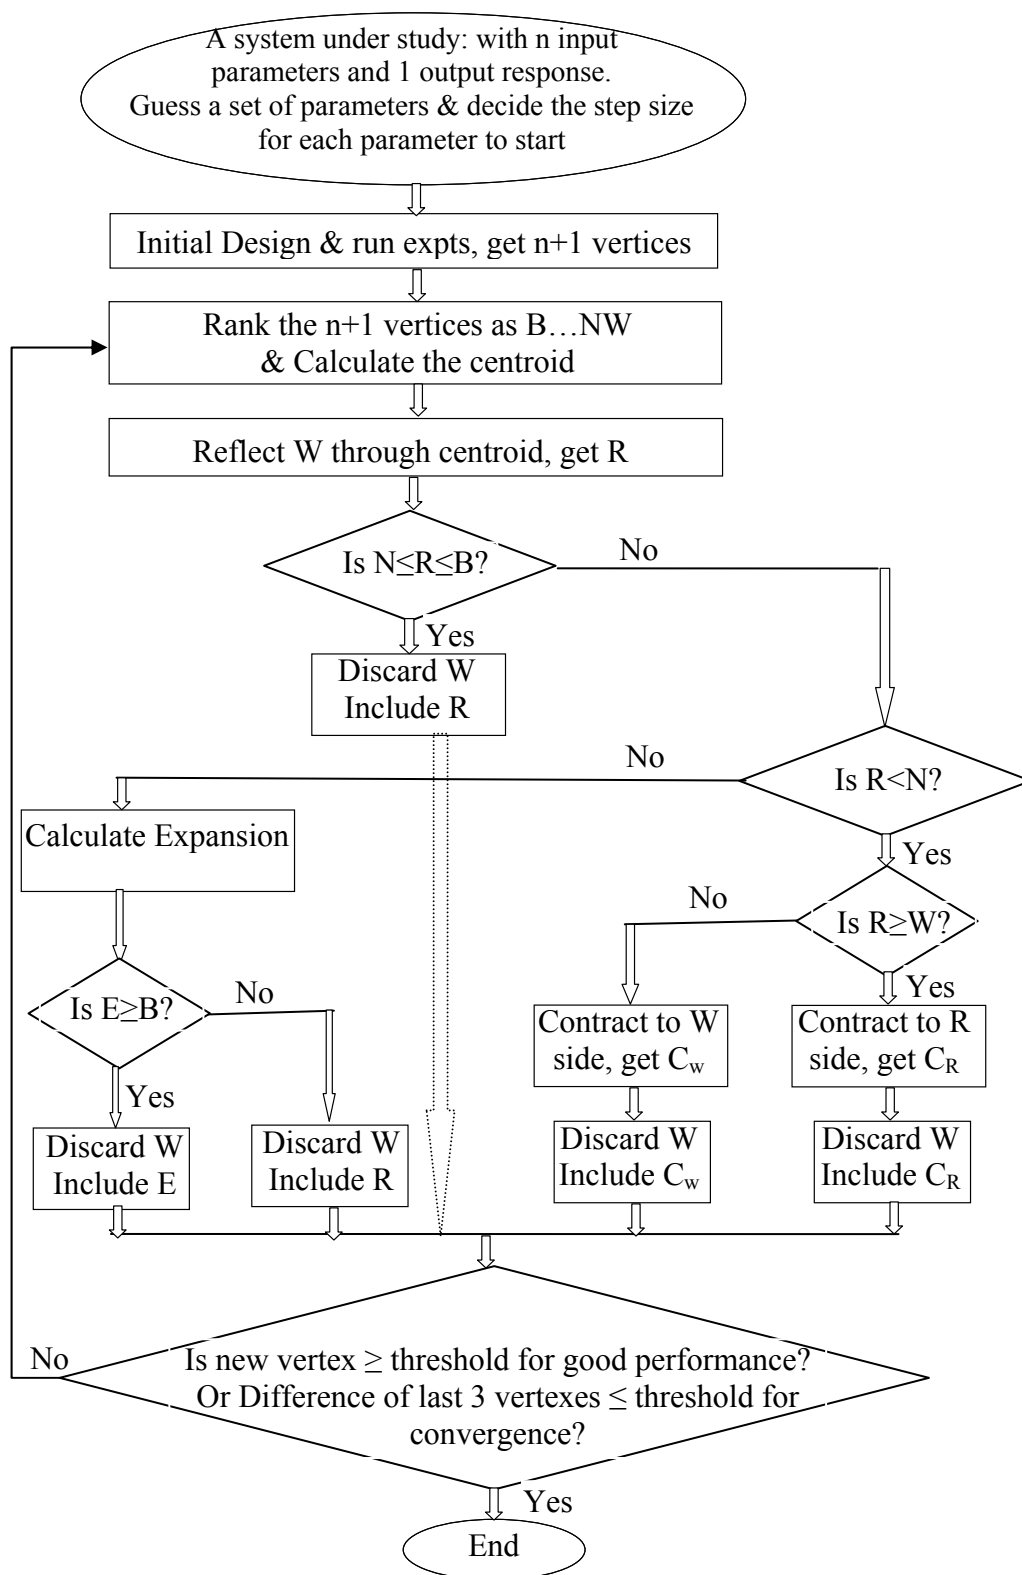 A system under study: with n input
parameters and 1 output response.
Guess a set of parameters & decide the step size
for each parameter to start
Initial Design & run expts, get n+1 vertices
Rank the n+1 vertices as B…NW
& Calculate the centroid
Reflect W through centroid, get R
Is N≤R≤B?
No
Yes
Discard W
Include R
No
Is R<N?
Calculate Expansion
Yes
No
Is R≥W?
Is E≥B?
No
Yes
Contract to W
side, get Cw
Contract to R
side, get CR
Yes
Discard W
Include E
Discard W
Include R
Discard W
Include Cw
Discard W
Include CR
No
Is new vertex ≥ threshold for good performance?
Or Difference of last 3 vertexes ≤ threshold for
convergence?
Yes
End